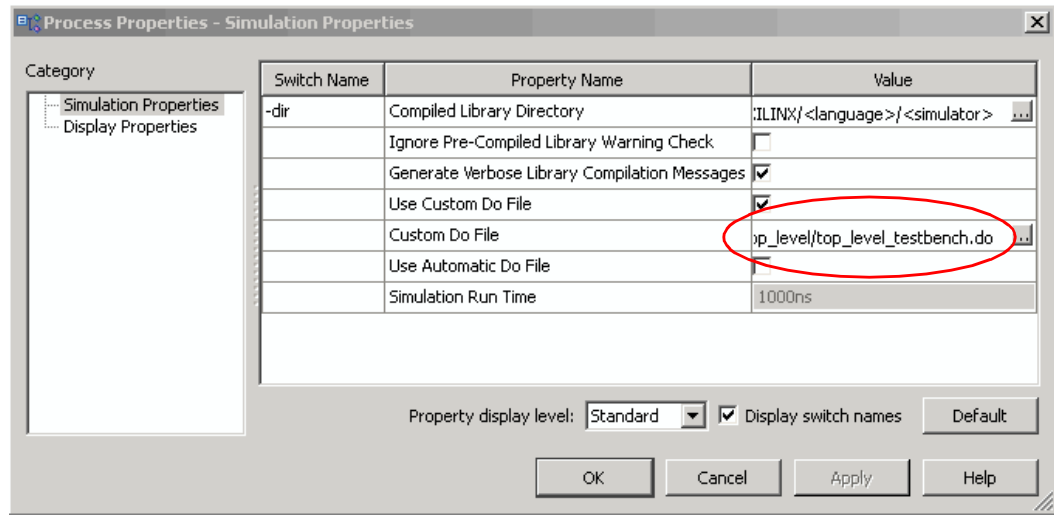 Process Properties - Simulation Properties
Category
Simulation Properties
Display Properties
Switch Name Property Name Value
-dir Compiled Library Directory ILINX/<language>/<simulator> ...
Ignore Pre-Compiled Library Warning Check
Generate Verbose Library Compilation Messages
Use Custom Do File
Custom Do File op_level/top_level_testbench.do ...
Use Automatic Do File
Simulation Run Time 1000ns
Property display level: Standard Display switch names Default
OK Cancel Apply Help